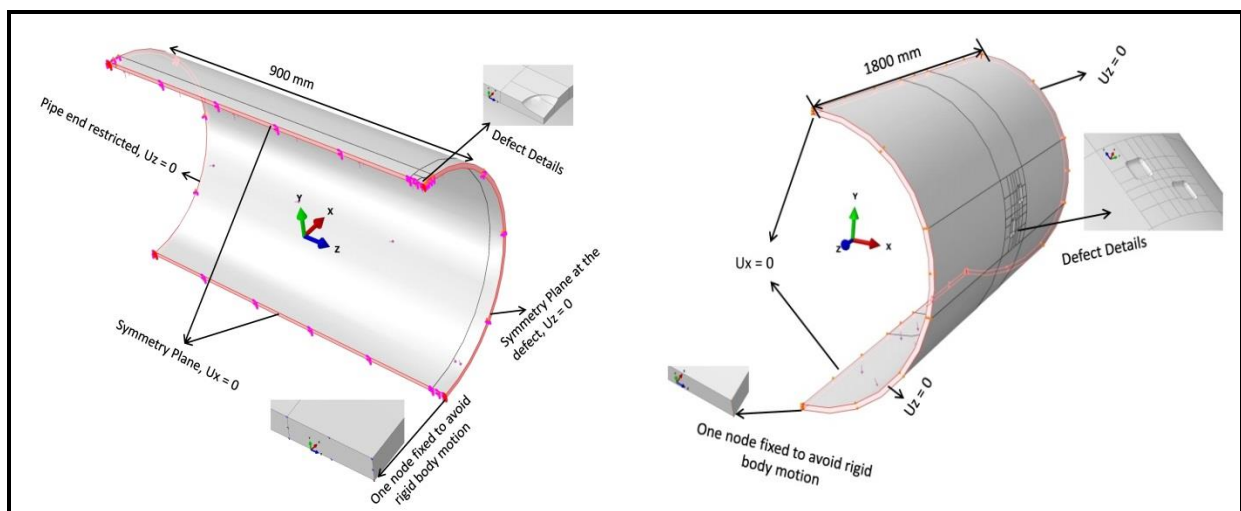 900 mm
Pipe end restricted, Uz = 0
Defect Details
Y
X
Z
Symmetry Plane at the
defect, Uz = 0
Symmetry Plane, Ux = 0
One node fixed to avoid
rigid body motion
1800 mm
Uz = 0
Y
X
Z
Ux = 0
Defect Details
Uz = 0
One node fixed to avoid rigid
body motion